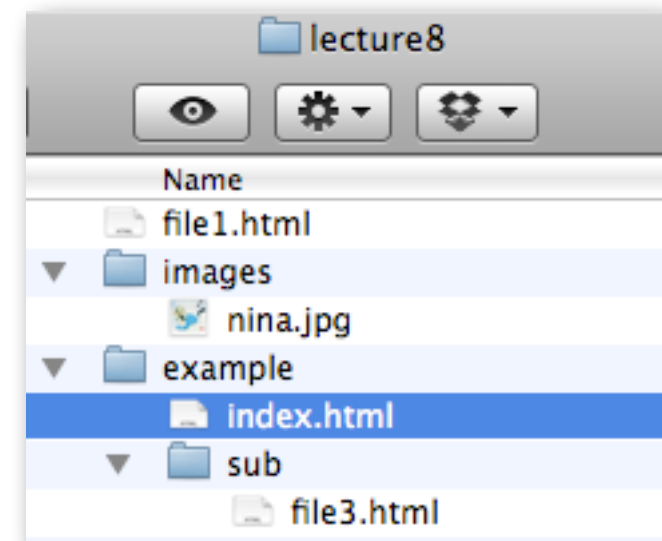 lecture8
Name
file1.html
images
nina.jpg
example
index.html
sub
file3.html